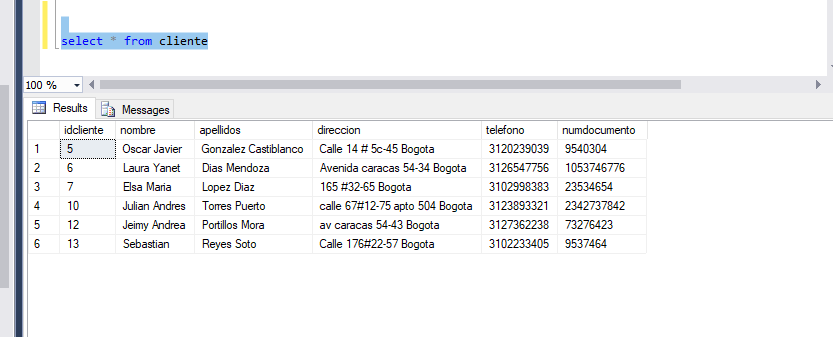 select * from cliente
100 %
Results Messages
idcliente nombre apellidos direccion telefono numdocumento
1 5 Oscar Javier Gonzalez Castiblanco Calle 14 # 5c-45 Bogota 3120239039 9540304
2 6 Laura Yanet Dias Mendoza Avenida caracas 54-34 Bogota 3126547756 1053746776
3 7 Elsa Maria Lopez Diaz 165 #32-65 Bogota 3102998383 23534654
4 10 Julian Andres Torres Puerto calle 67#12-75 apto 504 Bogota 3123893321 2342737842
5 12 Jeimy Andrea Portillos Mora av caracas 54-43 Bogota 3127362238 73276423
6 13 Sebastian Reyes Soto Calle 176#22-57 Bogota 3102233405 9537464